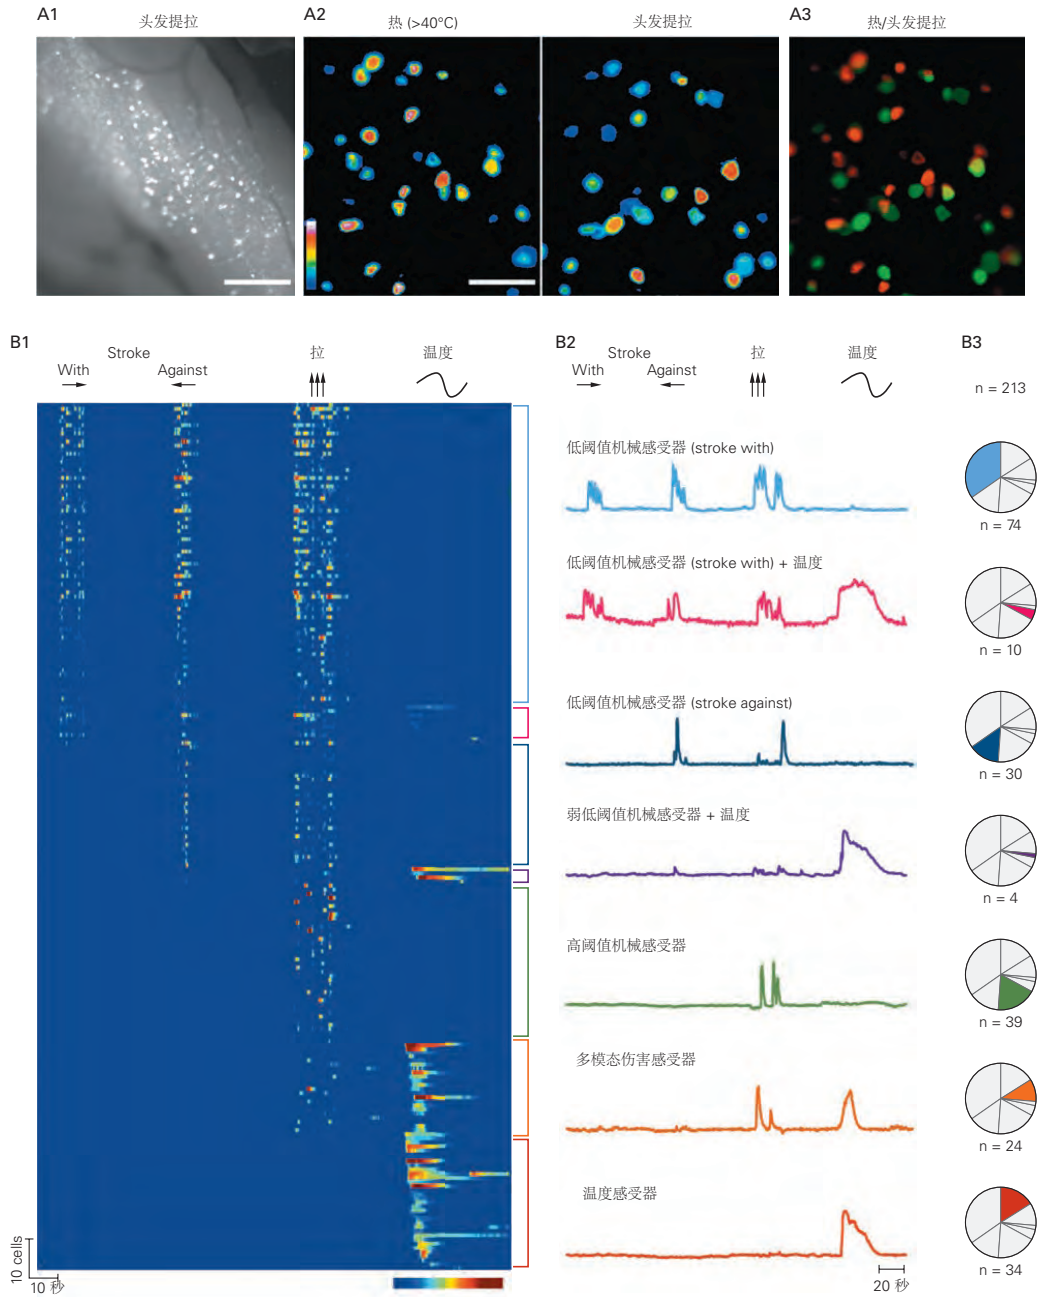 A1
头发提拉
A2
热 (>40°C)
头发提拉
A3
热/头发提拉
B1
Stroke
With
Against
拉
温度
10 cells
10 秒
B2
Stroke
With
Against
拉
温度
B3
n = 213
低阈值机械感受器 (stroke with)
n = 74
低阈值机械感受器 (stroke with) + 温度
n = 10
低阈值机械感受器 (stroke against)
n = 30
弱低阈值机械感受器 + 温度
n = 4
高阈值机械感受器
n = 39
多模态伤害感受器
n = 24
温度感受器
n = 34
20 秒